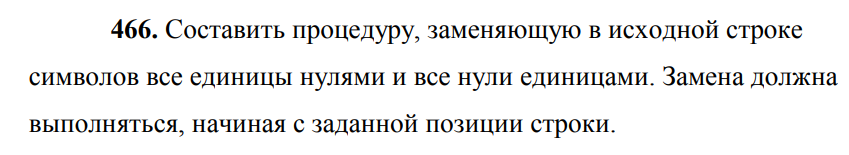 466. Составить процедуру, заменяющую в исходной строке
символов все единицы нулями и все нули единицами. Замена должна
выполняться, начиная с заданной позиции строки.